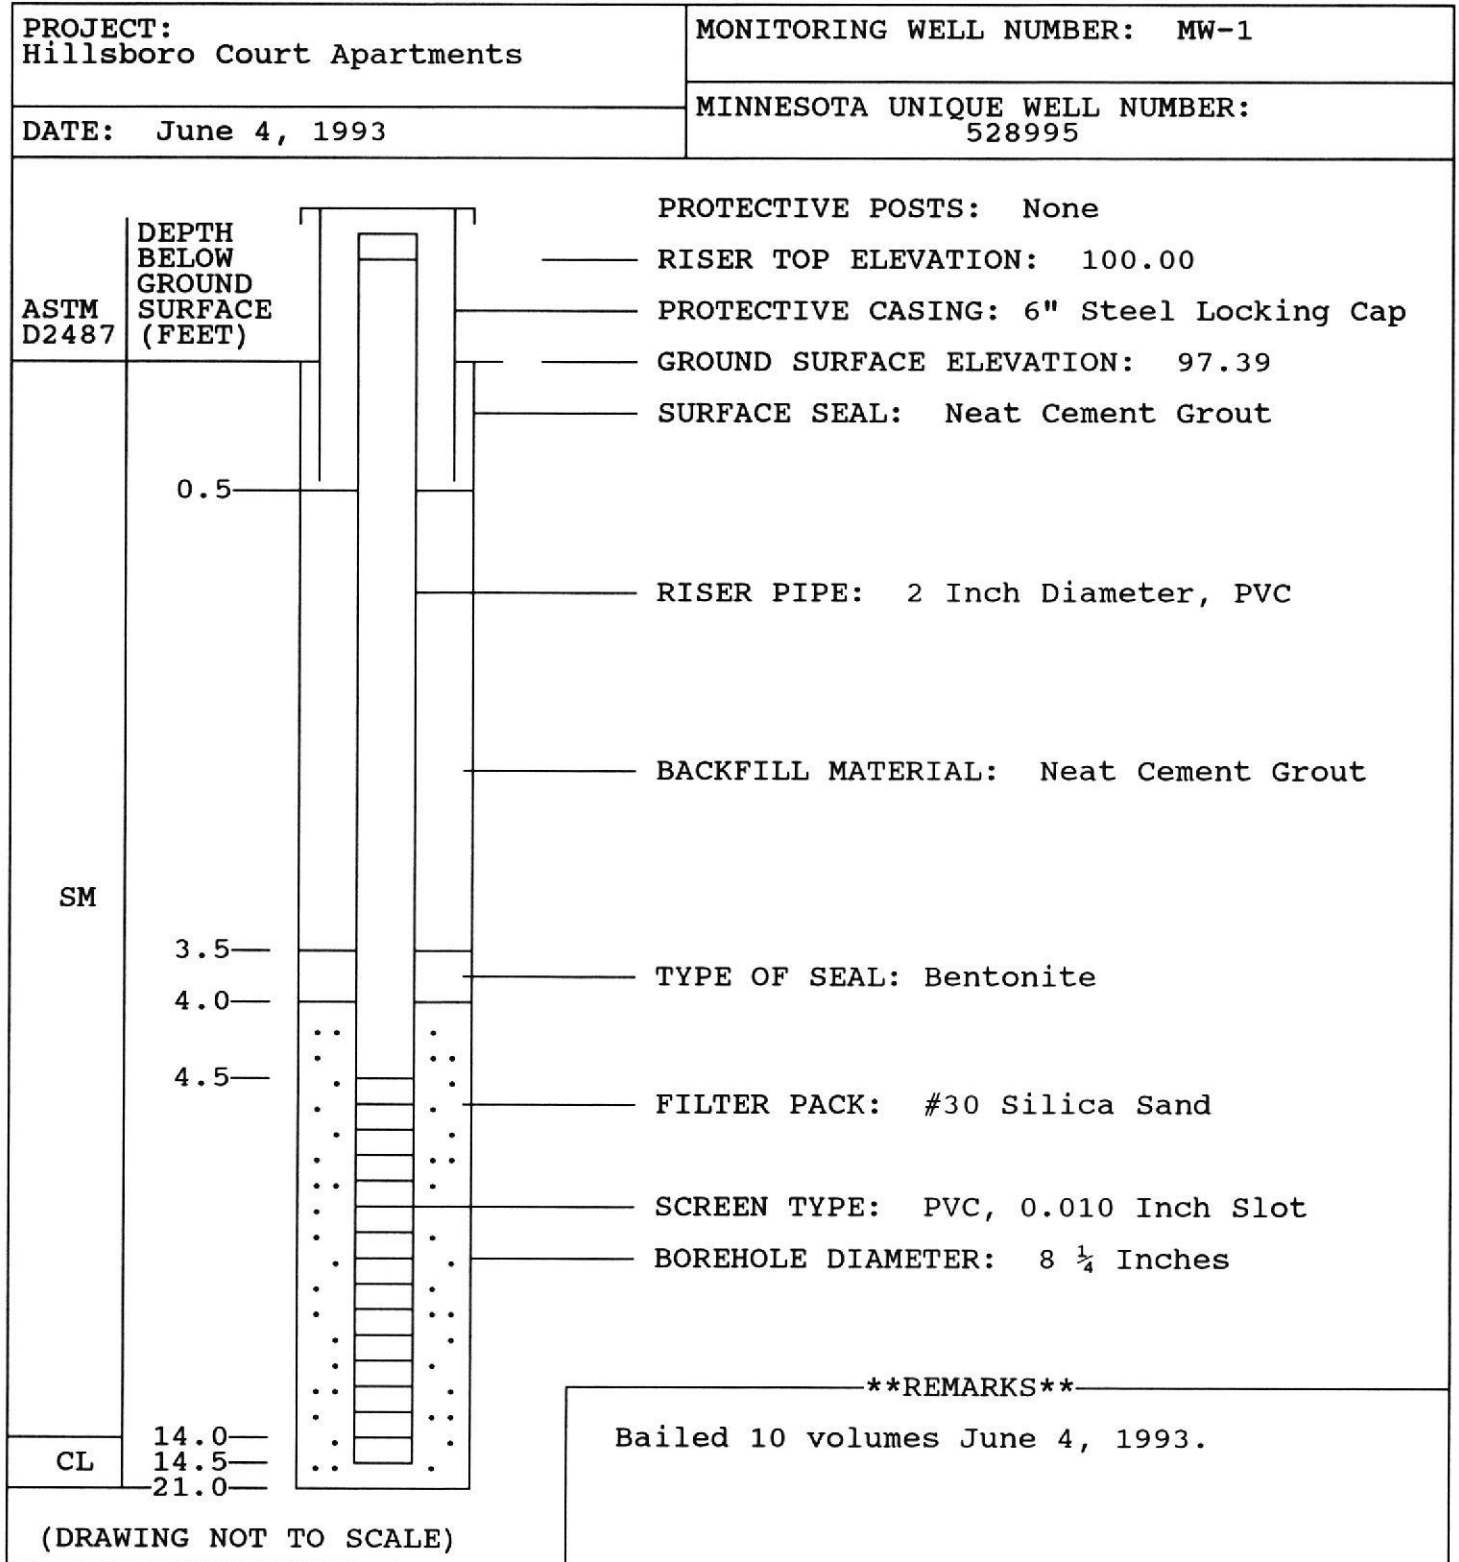 PROJECT:
Hillsboro Court Apartments
MONITORING WELL NUMBER: MW-1
DATE: June 4, 1993
MINNESOTA UNIQUE WELL NUMBER:
528995
ASTM
D2487
DEPTH
BELOW
GROUND
SURFACE
(FEET)
PROTECTIVE POSTS: None
RISER TOP ELEVATION: 100.00
PROTECTIVE CASING: 6" Steel Locking Cap
GROUND SURFACE ELEVATION: 97.39
SURFACE SEAL: Neat Cement Grout
0.5
RISER PIPE: 2 Inch Diameter, PVC
BACKFILL MATERIAL: Neat Cement Grout
SM
3.5
TYPE OF SEAL: Bentonite
4.0
4.5
FILTER PACK: #30 Silica Sand
SCREEN TYPE: PVC, 0.010 Inch Slot
BOREHOLE DIAMETER: 8 ¼ Inches
**REMARKS**
Bailed 10 volumes June 4, 1993.
14.0
CL
14.5
21.0
(DRAWING NOT TO SCALE)